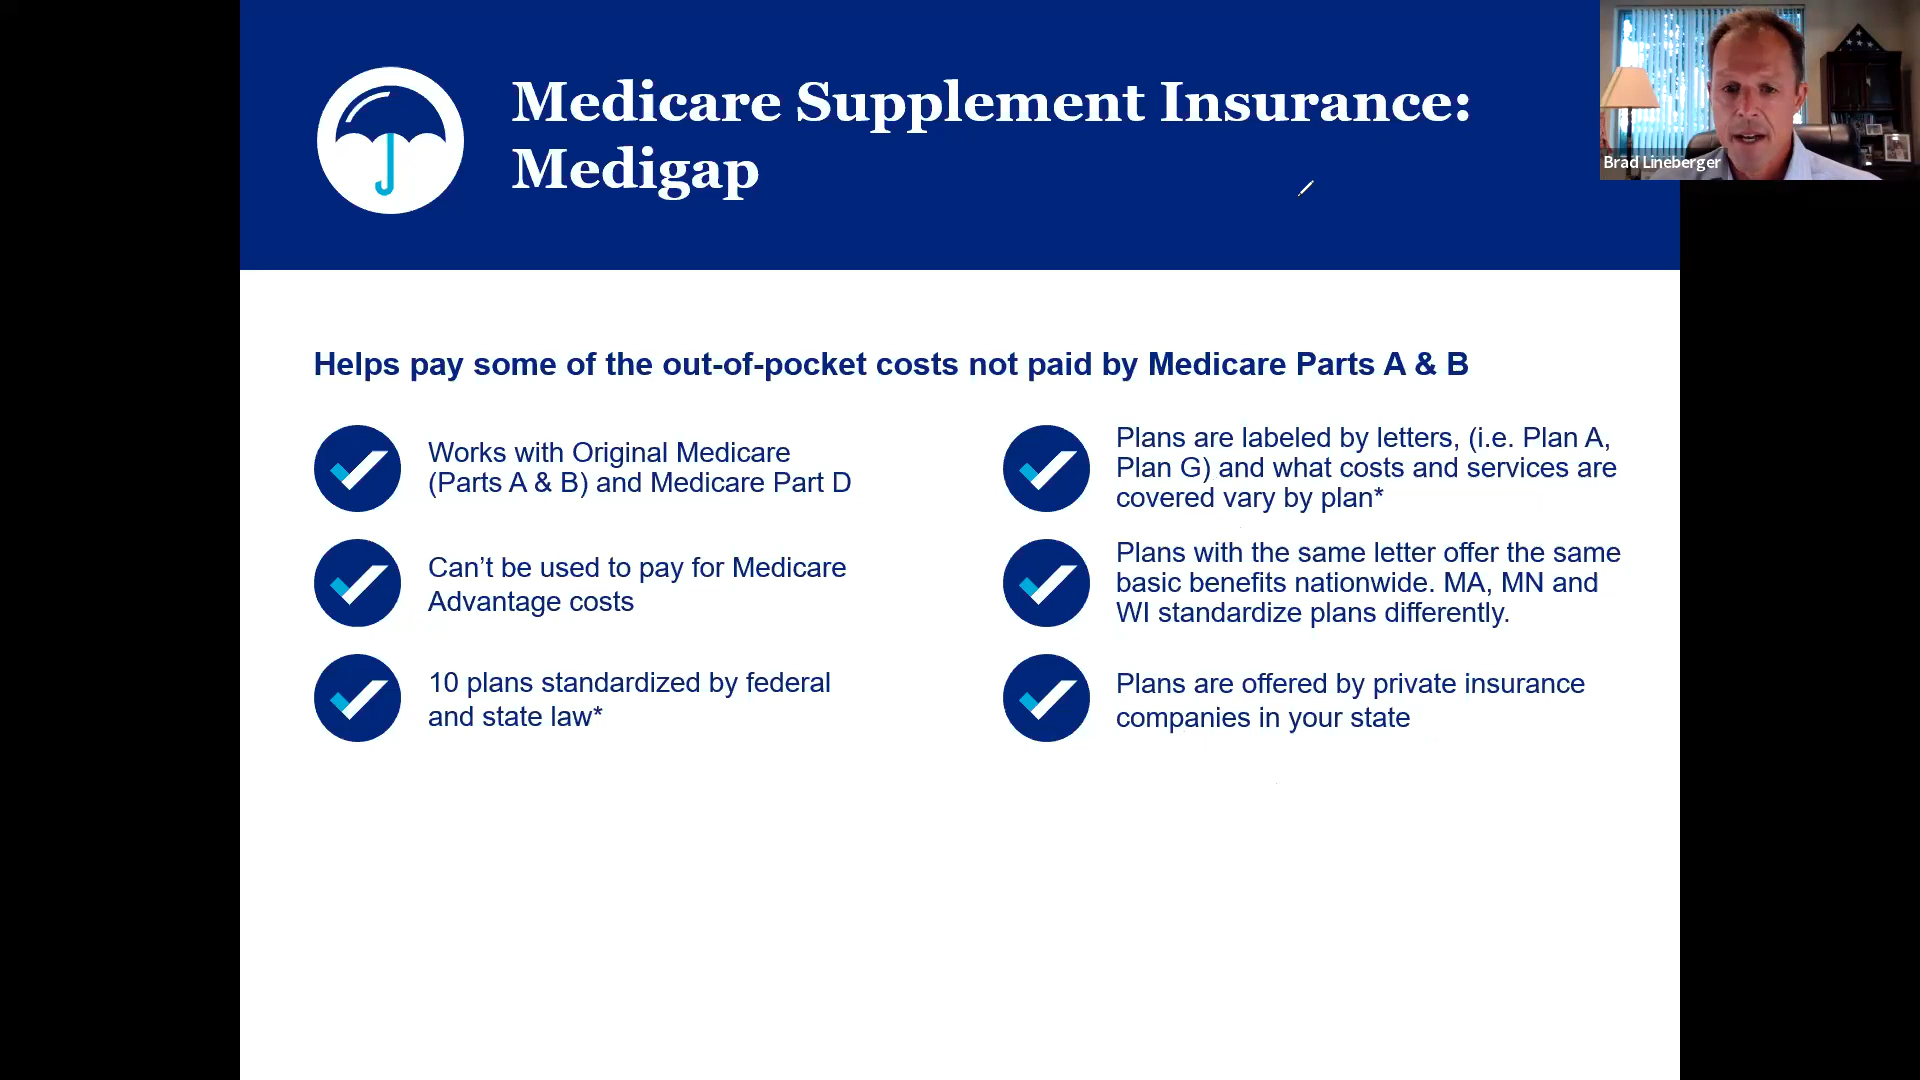 Medicare Supplement Insurance:
Medigap
Brad Lineberger
Helps pay some of the out-of-pocket costs not paid by Medicare Parts A & B
Works with Original Medicare
(Parts A & B) and Medicare Part D
Can’t be used to pay for Medicare
Advantage costs
10 plans standardized by federal
and state law*
Plans are labeled by letters, (i.e. Plan A,
Plan G) and what costs and services are
covered vary by plan*
Plans with the same letter offer the same
basic benefits nationwide. MA, MN and
WI standardize plans differently.
Plans are offered by private insurance
companies in your state